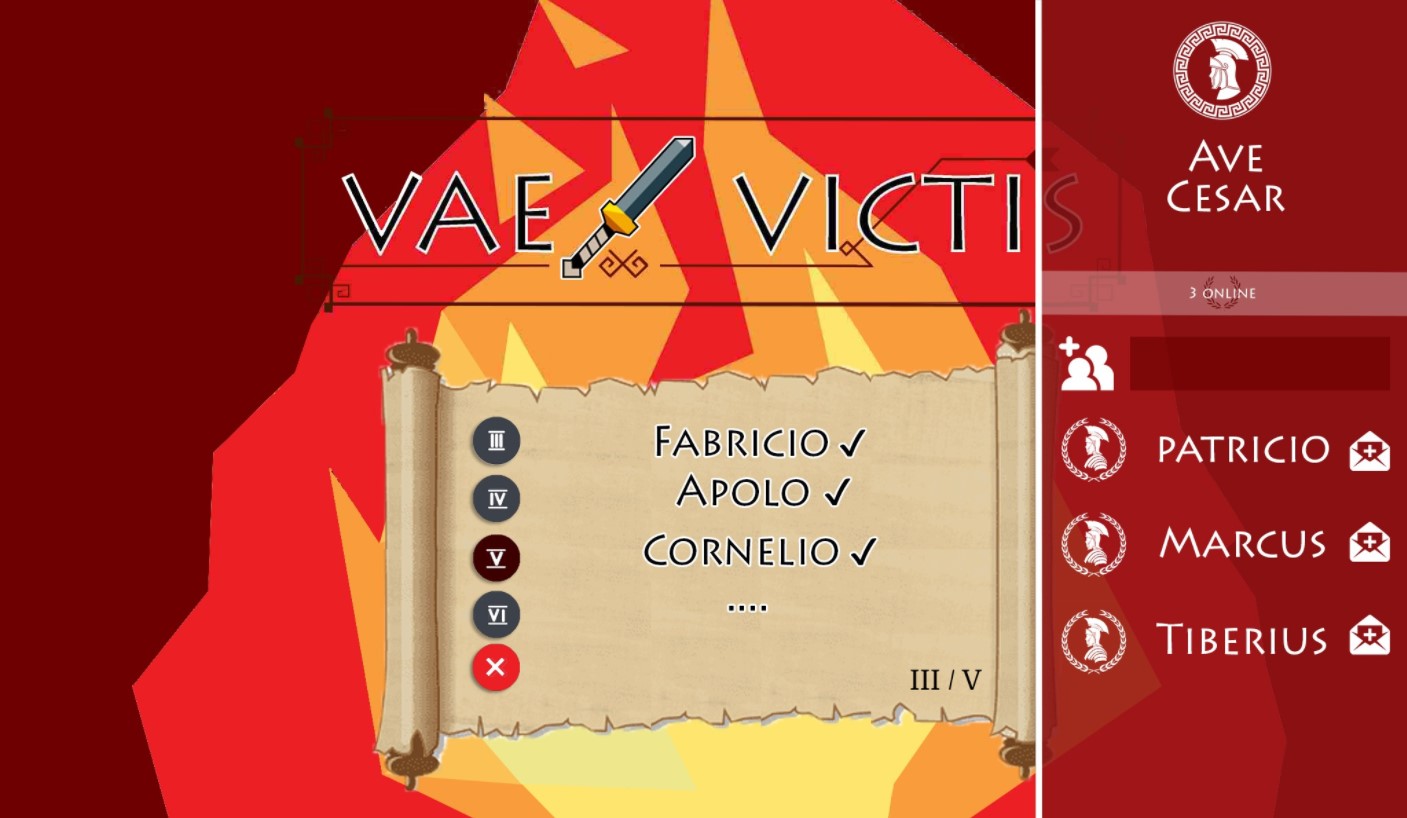 VAE VICTIS
III
IV
V
VI
FABRICIO ✓
APOLO ✓
CORNELIO ✓
....
III / V
AVE
CESAR
3 ONLINE
PATRICIO
MARCUS
TIBERIUS